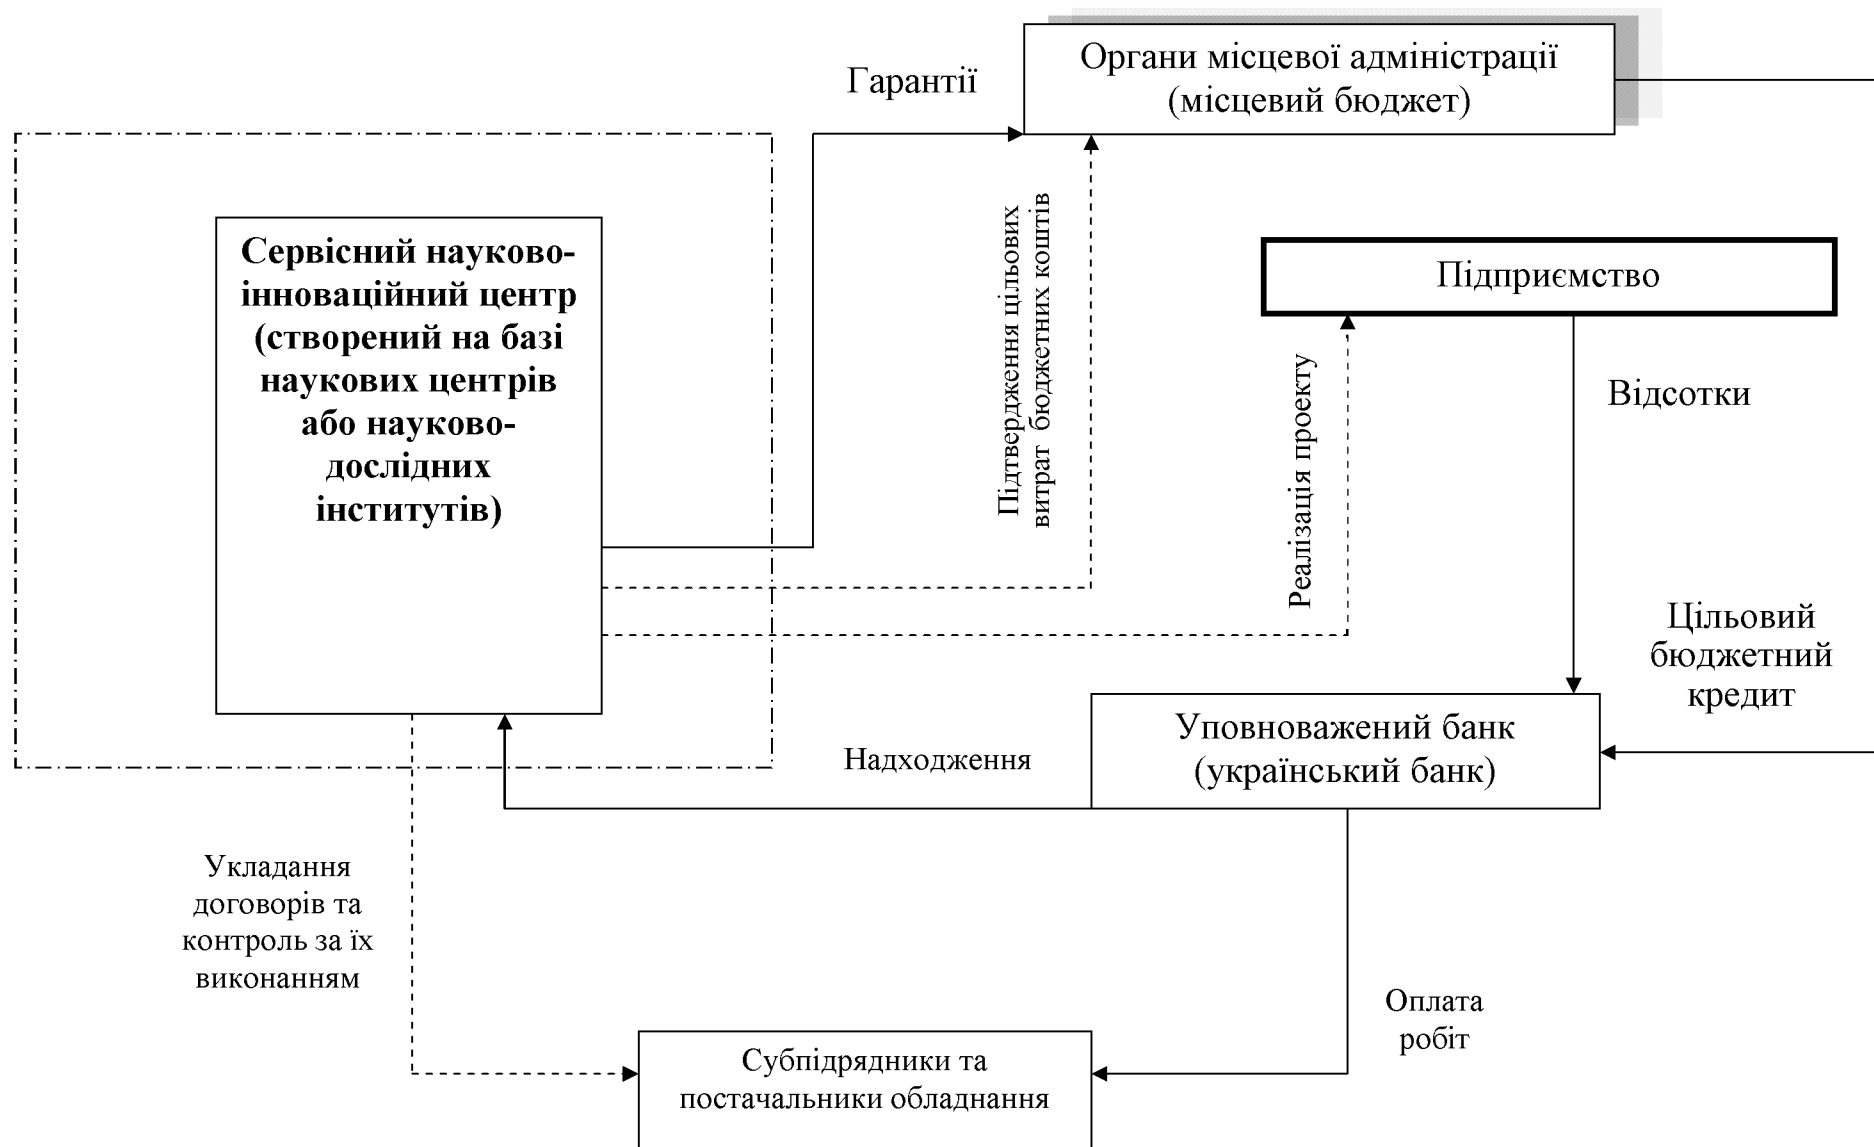 Органи місцевої адміністрації
(місцевий бюджет)
Гарантії
Сервісний науково-
інноваційний центр
(створений на базі
наукових центрів
або науково-
дослідних
інститутів)
Підтвердження цільових
витрат бюджетних коштів
Підприємство
Реалізація проекту
Відсотки
Цільовий
бюджетний
кредит
Уповноважений банк
(український банк)
Надходження
Укладання
договорів та
контроль за їх
виконанням
Оплата
робіт
Субпідрядники та
постачальники обладнання